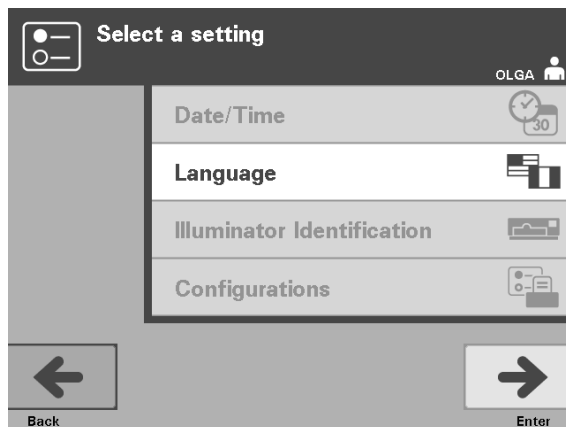 Select a setting
OLGA
Date/Time
30
Language
Illuminator Identification
Configurations
Back
Enter